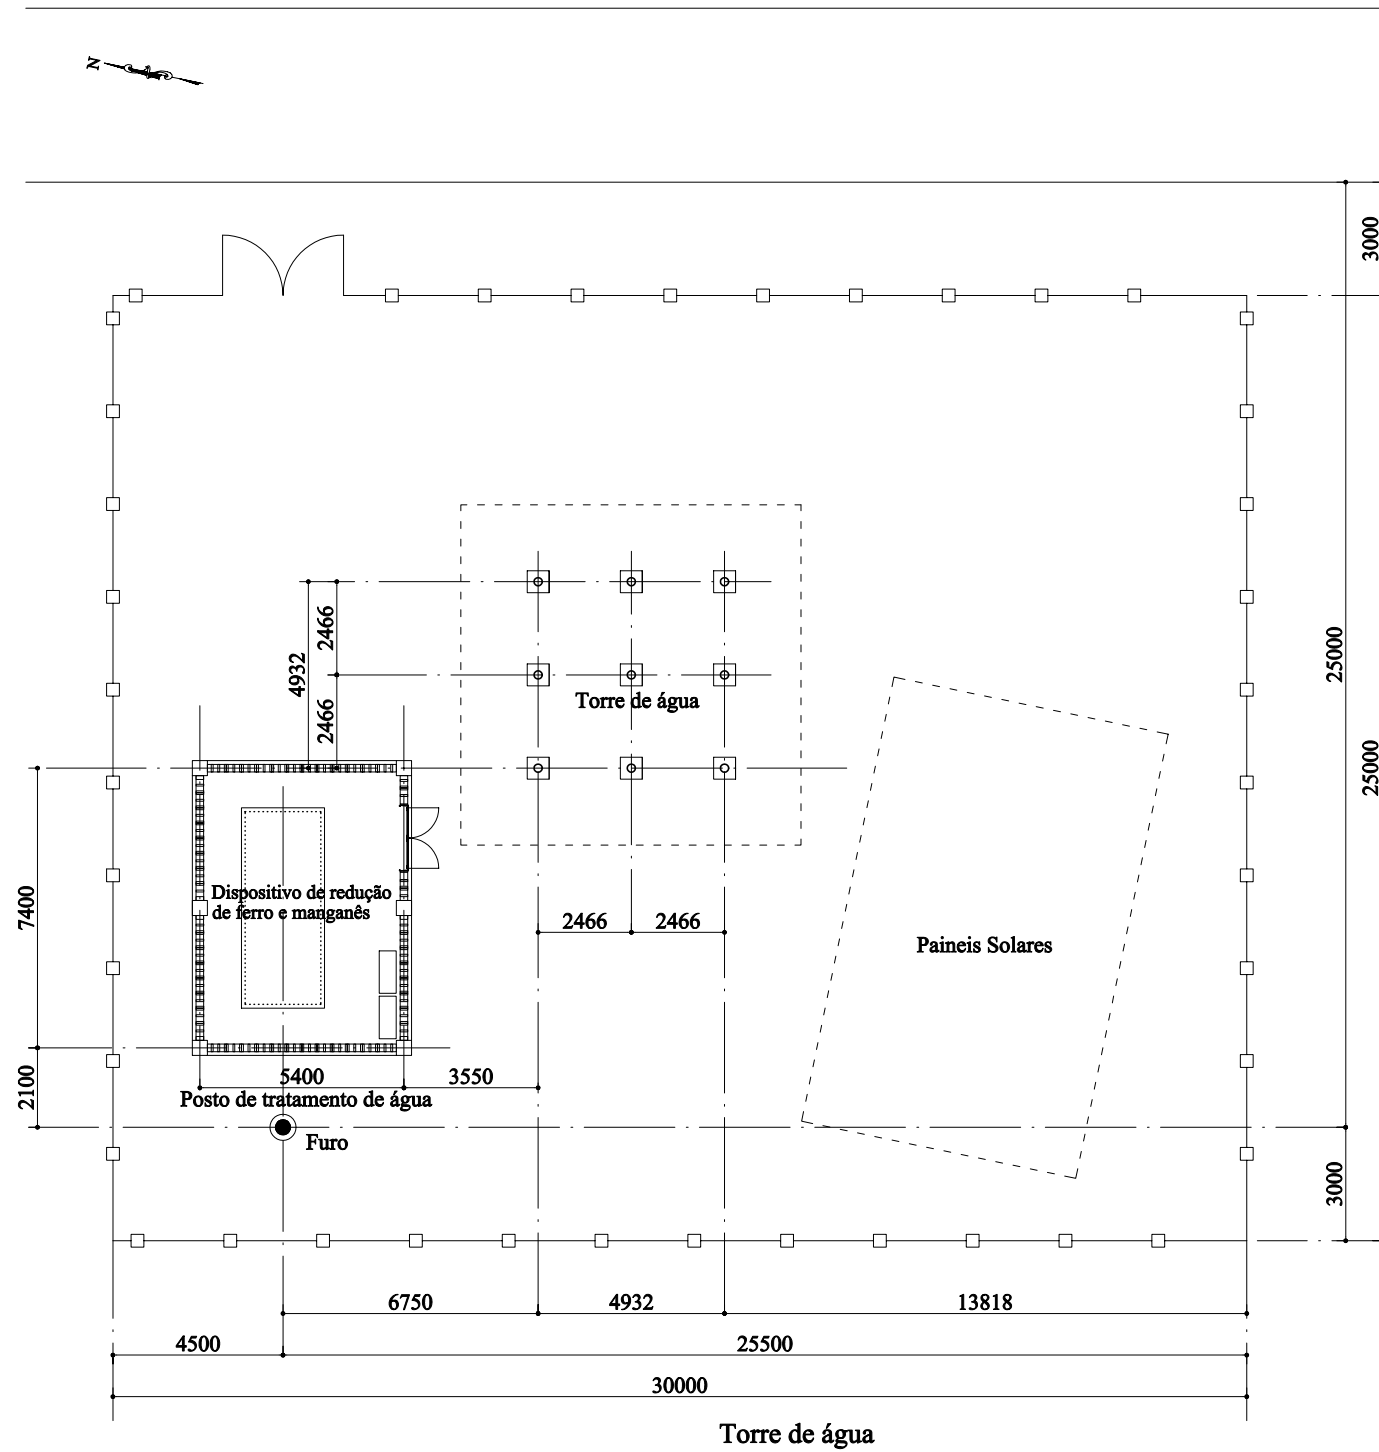 N
3000
2466
4932
2466
Torre de água
25000
25000
7400
Dispositivo de redução
de ferro e manganês
2466
2466
Paineis Solares
2100
5400
3550
Posto de tratamento de água
Furo
3000
6750
4932
13818
4500
25500
30000
Torre de água